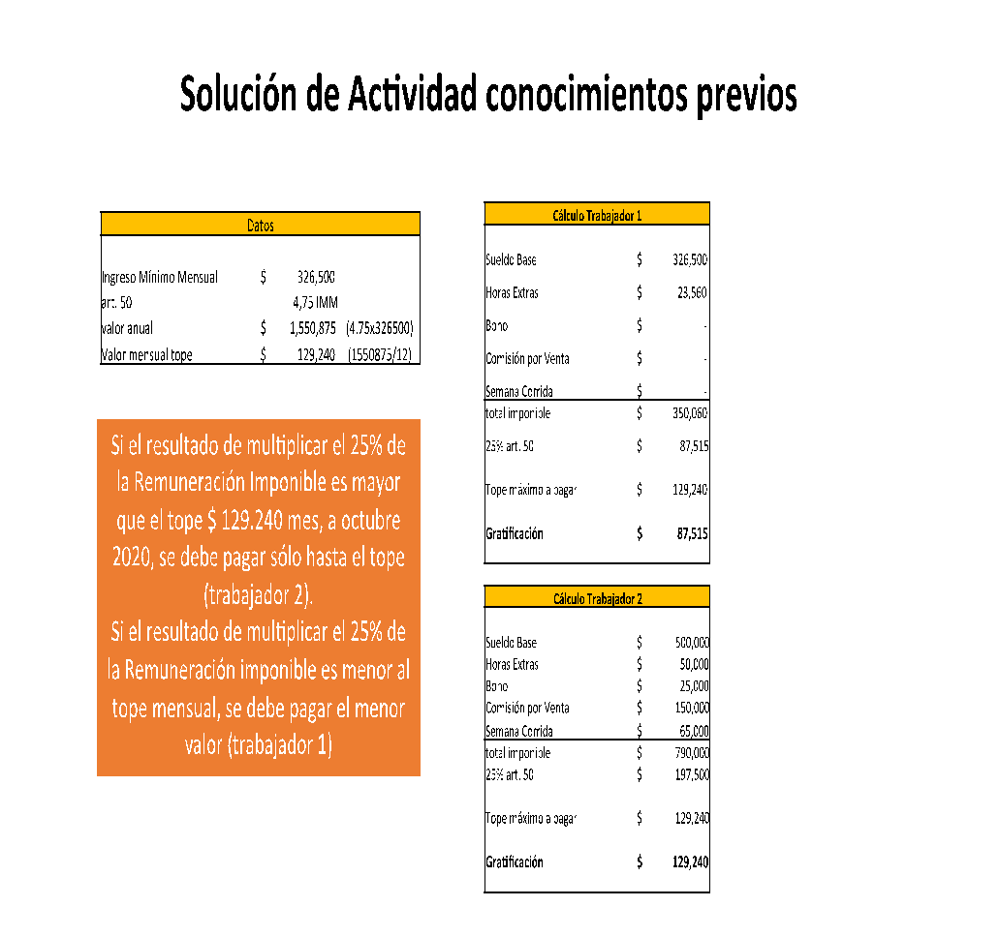 Solución de Actividad conocimientos previos
Datos
Ingreso Mínimo Mensual $ 326,500
art. 50 4,75 IMM
valor anual $ 1,550,875 (4.75x326500)
Valor mensual tope $ 129,240 (1550875/12)
Si el resultado de multiplicar el 25% de
la Remuneración Imponible es mayor
que el tope $ 129.240 mes, a octubre
2020, se debe pagar sólo hasta el tope
(trabajador 2).
Si el resultado de multiplicar el 25% de
la Remuneración imponible es menor al
tope mensual, se debe pagar el menor
valor (trabajador 1)
Cálculo Trabajador 1
Sueldo Base $ 326,500
Horas Extras $ 23,560
Bono $ -
Comisión por Venta $ -
Semana Corrida $ -
total imponible $ 350,060
25% art. 50 $ 87,515
Tope máximo a pagar $ 129,240
Gratificación $ 87,515
Cálculo Trabajador 2
Sueldo Base $ 500,000
Horas Extras $ 50,000
Bono $ 25,000
Comisión por Venta $ 150,000
Semana Corrida $ 65,000
total imponible $ 790,000
25% art. 50 $ 197,500
Tope máximo a pagar $ 129,240
Gratificación $ 129,240